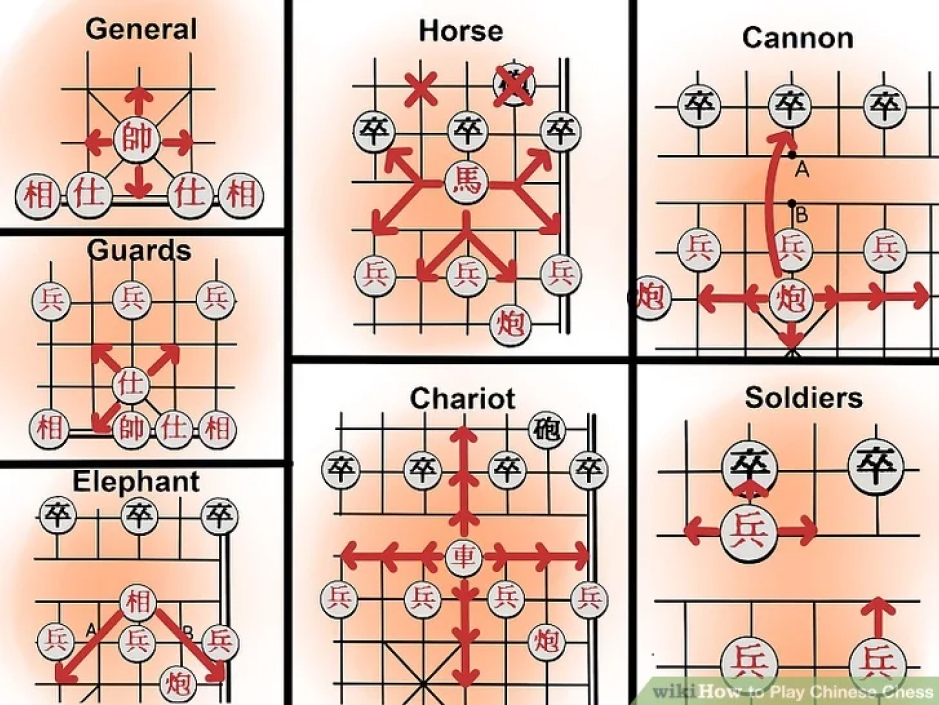 General
帥
相 仕 仕 相
Guards
兵 兵 兵
仕
相 帥 仕 相
Elephant
卒 卒 卒
相
A B
兵 兵 兵
炮
Horse
卒 卒 卒
馬
兵 兵 兵
炮
Chariot
砲
卒 卒 卒 卒
車
兵 兵 兵 兵
炮
Cannon
卒 卒 卒
A
B
兵 兵 兵
炮 炮
Soldiers
卒 卒
兵
兵 兵
wikiHow to Play Chinese Chess